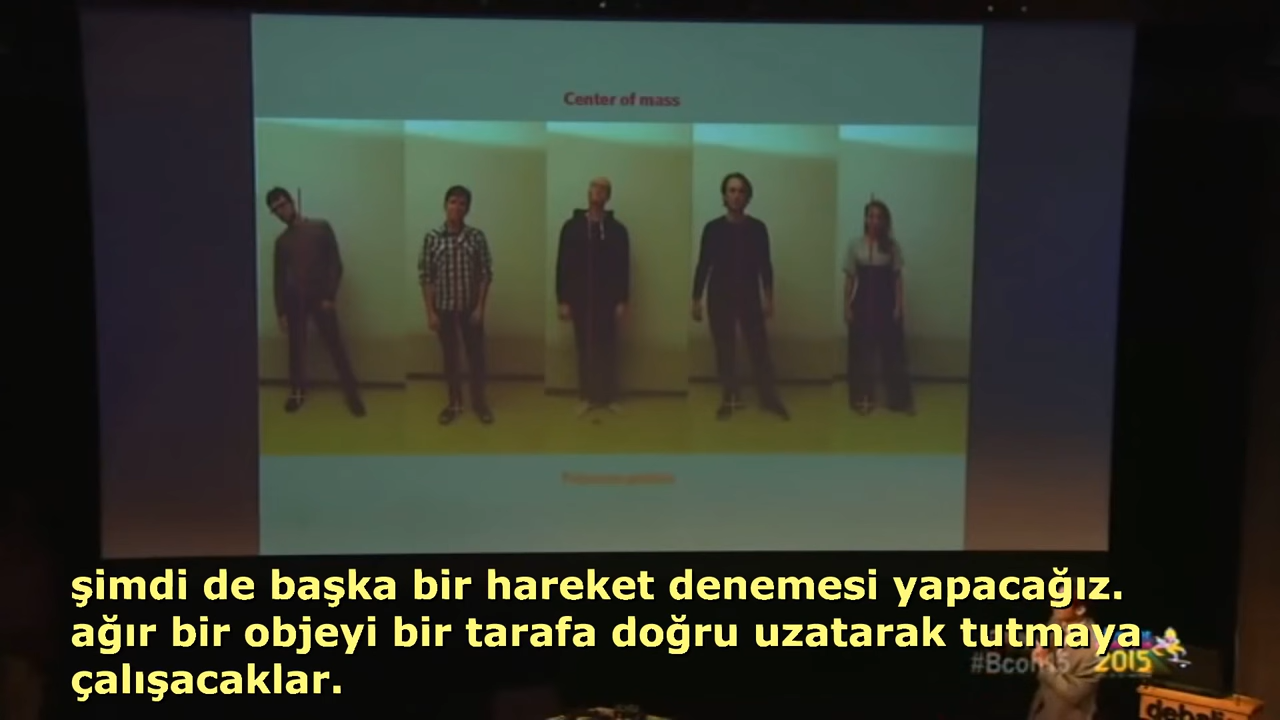 Center of mass
şimdi de başka bir hareket denemesi yapacağız.
ağır bir objeyi bir tarafa doğru uzatarak tutmaya
çalışacaklar.
2015